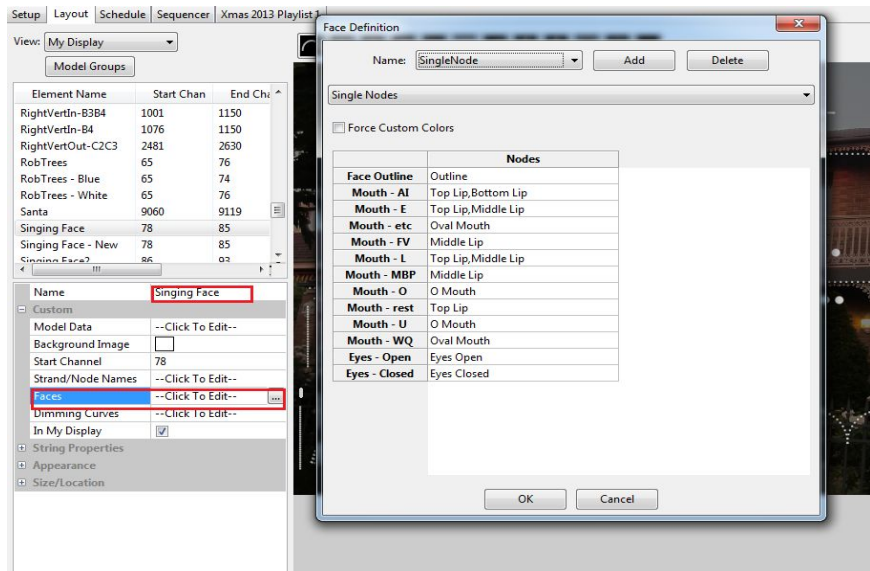 Setup Layout Schedule Sequencer Xmas 2013 Playlist 1
View: My Display
Model Groups
Element Name Start Chan End Cha
RightVertIn-B3B4 1001 1150
RightVertIn-B4 1076 1150
RightVertOut-C2C3 2481 2630
RobTrees 65 76
RobTrees - Blue 65 74
RobTrees - White 65 76
Santa 9060 9119
Singing Face 78 85
Singing Face - New 78 85
Singing Face2 86 93
Name Singing Face
Custom
Model Data --Click To Edit--
Background Image
Start Channel 78
Strand/Node Names --Click To Edit--
Faces --Click To Edit-- ...
Dimming Curves --Click To Edit--
In My Display
String Properties
Appearance
Size/Location
Face Definition
Name: SingleNode Add Delete
Single Nodes
Force Custom Colors
Nodes
Face Outline Outline
Mouth - AI Top Lip,Bottom Lip
Mouth - E Top Lip,Middle Lip
Mouth - etc Oval Mouth
Mouth - FV Middle Lip
Mouth - L Top Lip,Middle Lip
Mouth - MBP Middle Lip
Mouth - O O Mouth
Mouth - rest Top Lip
Mouth - U O Mouth
Mouth - WQ Oval Mouth
Eyes - Open Eyes Open
Eyes - Closed Eyes Closed
OK Cancel